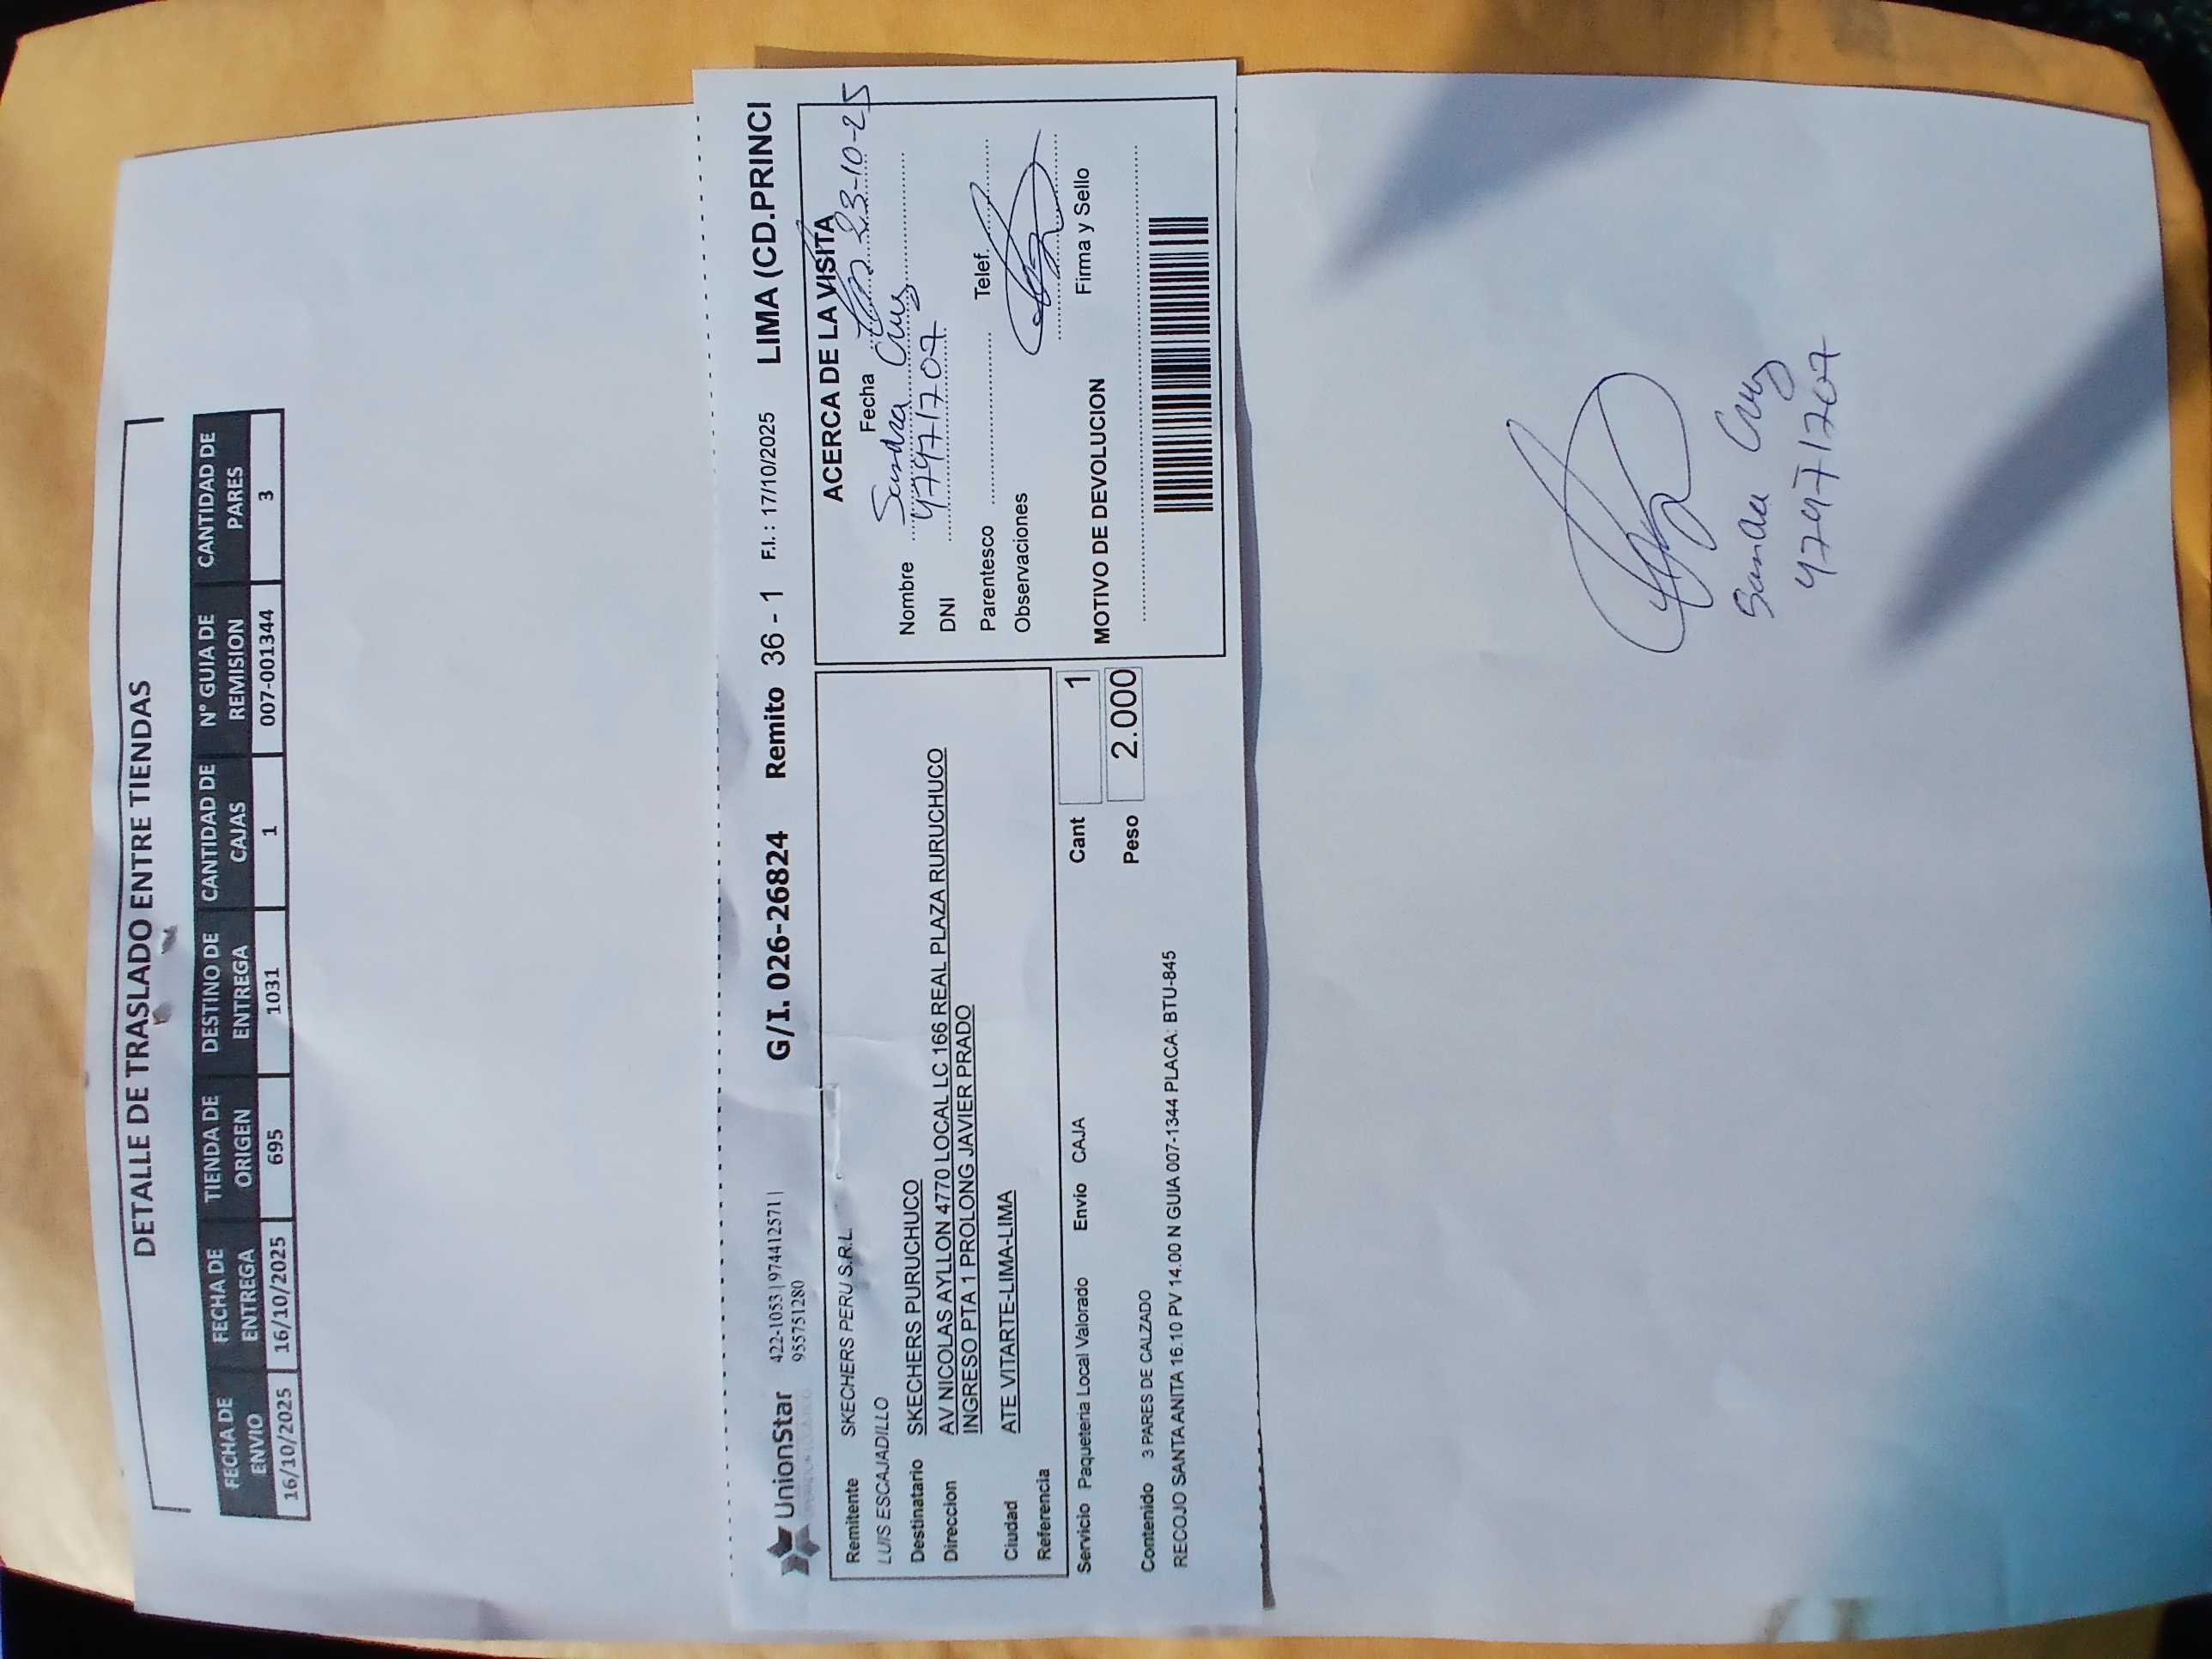 DETALLE DE TRASLADO ENTRE TIENDAS
FECHA DE ENVIO FECHA DE ENTREGA TIENDA DE ORIGEN DESTINO DE ENTREGA CANTIDAD DE CAJAS N° GUIA DE REMISION CANTIDAD DE PARES
16/10/2025 16/10/2025 695 1031 1 007-001344 3
UnionStar 422-1053 | 974412571 | G/I. 026-26824 Remito 36 - 1 F.I. : 17/10/2025 LIMA (CD.PRINCI
955751280
Remitente SKECHERS PERU S.R.L.
LUIS ESCAJADILLO
Destinatario SKECHERS PURUCHUCO
Direccion AV NICOLAS AYLLON 4770 LOCAL LC 166 REAL PLAZA RURUCHUCO
INGRESO PTA 1 PROLONG JAVIER PRADO
Ciudad ATE VITARTE-LIMA-LIMA
Referencia
Servicio Paqueteria Local Valorado Envio CAJA Cant 1
Peso 2.000
Contenido 3 PARES DE CALZADO
RECOJO SANTA ANITA 16.10 PV 14.00 N GUIA 007-1344 PLACA: BTU-845
ACERCA DE LA VISITA
Fecha 23-10-25
Nombre Sandra Cruz
DNI 47971707
Parentesco Telef.
Observaciones
Firma y Sello
MOTIVO DE DEVOLUCION
Sandra Cruz
47971707